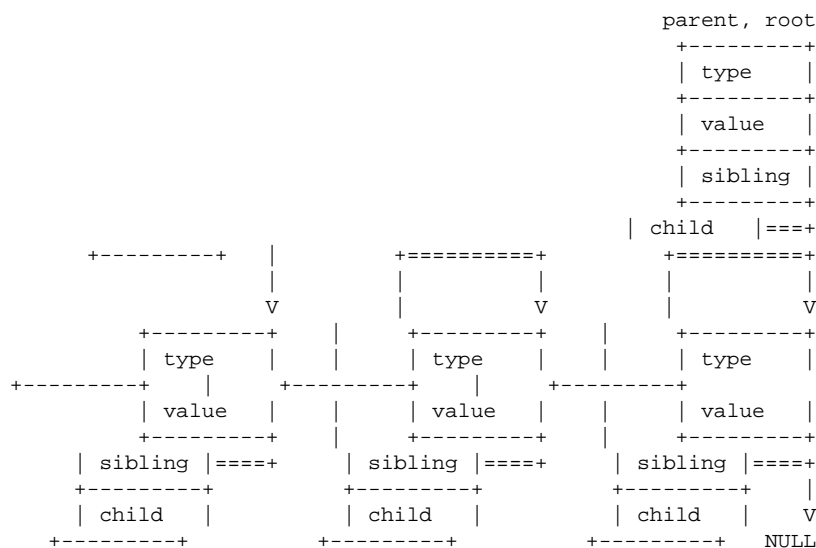 parent, root
+---------+
| type    |
+---------+
| value   |
+---------+
| sibling |
+---------+
| child   |===+
+---------+   |         +==========+         +==========+
|         |          |         |          |
V         |          V         |          V
+---------+    |     +---------+    |     +---------+
| type    |    |     | type    |    |     | type    |
+---------+    |     +---------+    |     +---------+
| value   |    |     | value   |    |     | value   |
+---------+    |     +---------+    |     +---------+
| sibling |====+     | sibling |====+     | sibling |====+
+---------+          +---------+          +---------+    |
| child   |          | child   |          | child   |    V
+---------+          +---------+          +---------+   NULL